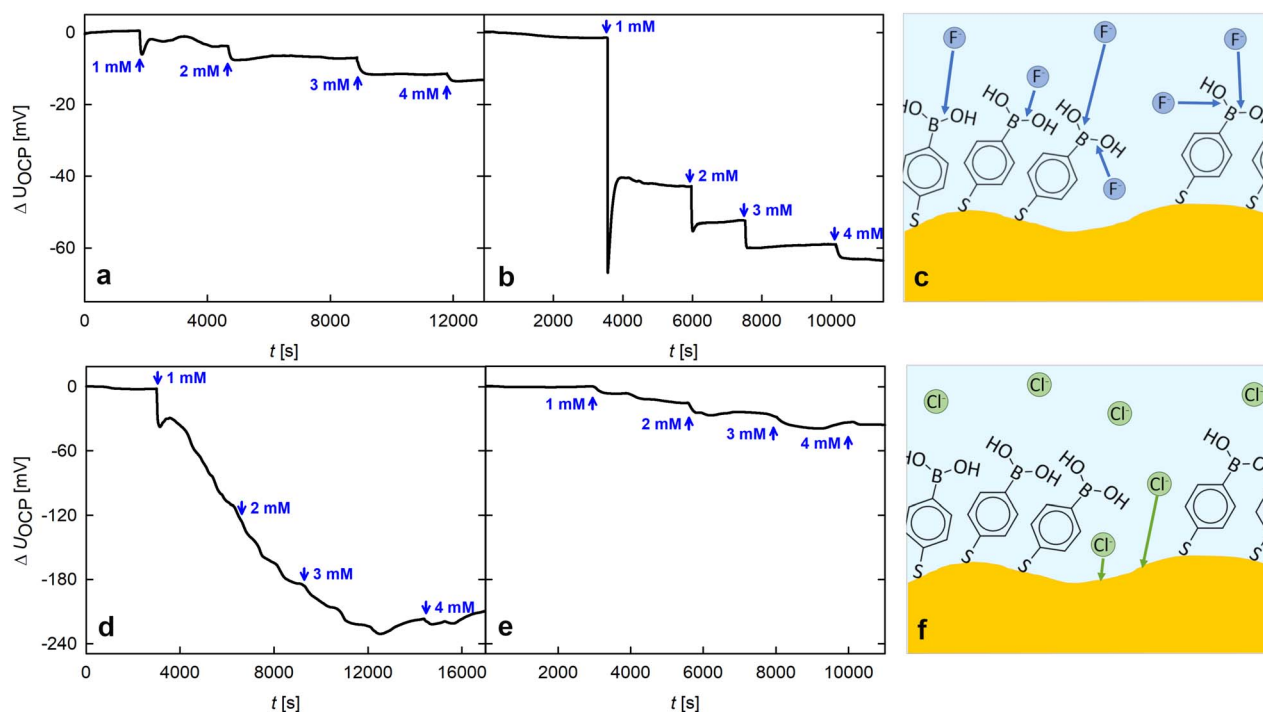 Δ U_OCP [mV]
0
-20
-40
-60
1 mM
2 mM
3 mM
4 mM
a
0
4000
8000
12000
t [s]
1 mM
2 mM
3 mM
4 mM
b
2000
4000
6000
8000
10000
t [s]
F⁻
F⁻
F⁻
F⁻
F⁻
F⁻
HO
B
OH
HO
B
OH
HO
B
OH
HO
B
S
S
S
S
S
c
Δ U_OCP [mV]
0
-60
-120
-180
-240
1 mM
2 mM
3 mM
4 mM
d
0
4000
8000
12000
16000
t [s]
1 mM
2 mM
3 mM
4 mM
e
2000
4000
6000
8000
10000
t [s]
Cl⁻
Cl⁻
Cl⁻
Cl⁻
Cl⁻
Cl⁻
HO
B
OH
HO
B
OH
HO
B
OH
HO
B
S
S
S
S
S
f